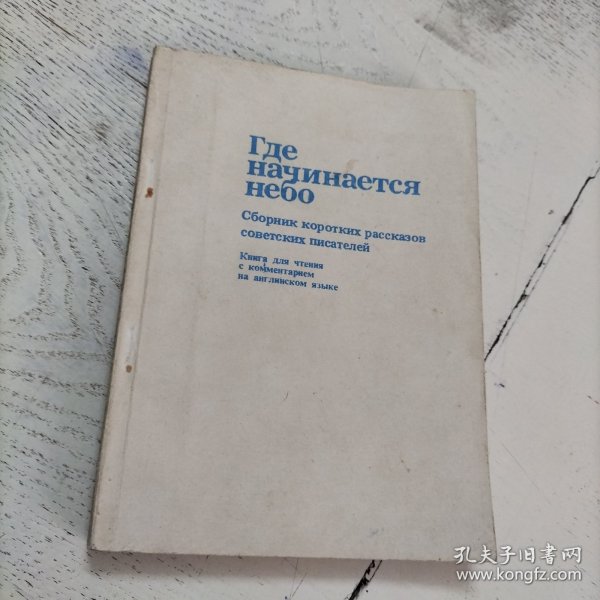 Где
начинается
небо
Сборник коротких рассказов
советских писателей
Книга для чтения
с комментарием
на английском языке
孔夫子旧书网
www.kongfz.com